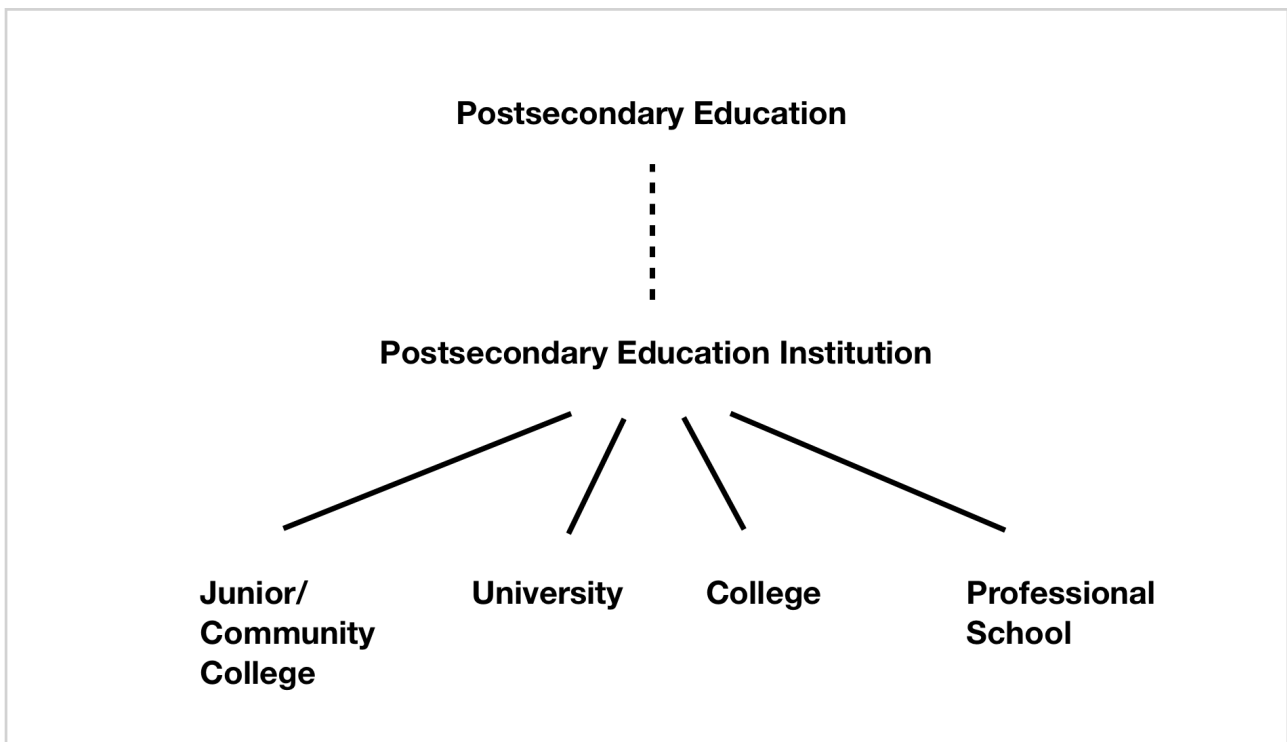 Postsecondary Education
Postsecondary Education Institution
Junior/
Community
College
University
College
Professional
School